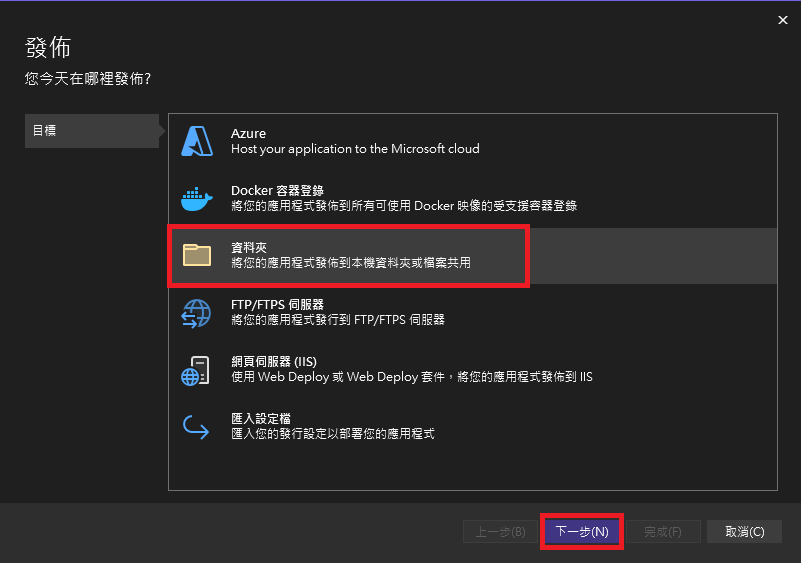 發佈
您今天在哪裡發佈?
目標
Azure
Host your application to the Microsoft cloud
Docker 容器登錄
將您的應用程式發佈到所有可使用 Docker 映像的受支援容器登錄
資料夾
將您的應用程式發佈到本機資料夾或檔案共用
FTP/FTPS 伺服器
將您的應用程式發行到 FTP/FTPS 伺服器
網頁伺服器 (IIS)
使用 Web Deploy 或 Web Deploy 套件，將您的應用程式發佈到 IIS
匯入設定檔
匯入您的發行設定以部署您的應用程式
上一步(B)
下一步(N)
完成(F)
取消(C)